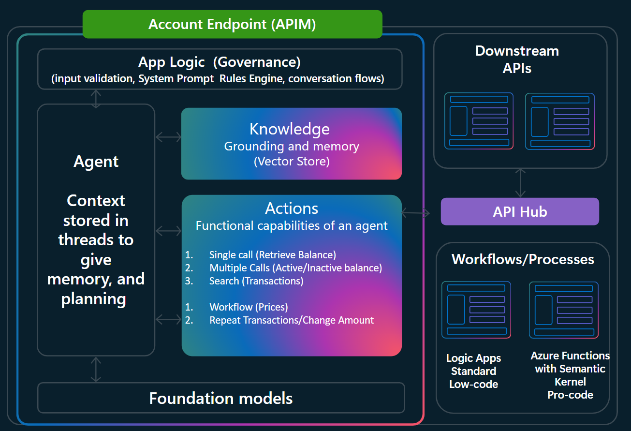 Account Endpoint (APIM)
App Logic (Governance)
(input validation, System Prompt Rules Engine, conversation flows)
Agent
Context
stored in
threads to
give
memory, and
planning
Knowledge
Grounding and memory
(Vector Store)
Actions
Functional capabilities of an agent
1. Single call (Retrieve Balance)
2. Multiple Calls (Active/Inactive balance)
3. Search (Transactions)
1. Workflow (Prices)
2. Repeat Transactions/Change Amount
Foundation models
Downstream
APIs
API Hub
Workflows/Processes
Logic Apps
Standard
Low-code
Azure Functions
with Semantic
Kernel
Pro-code